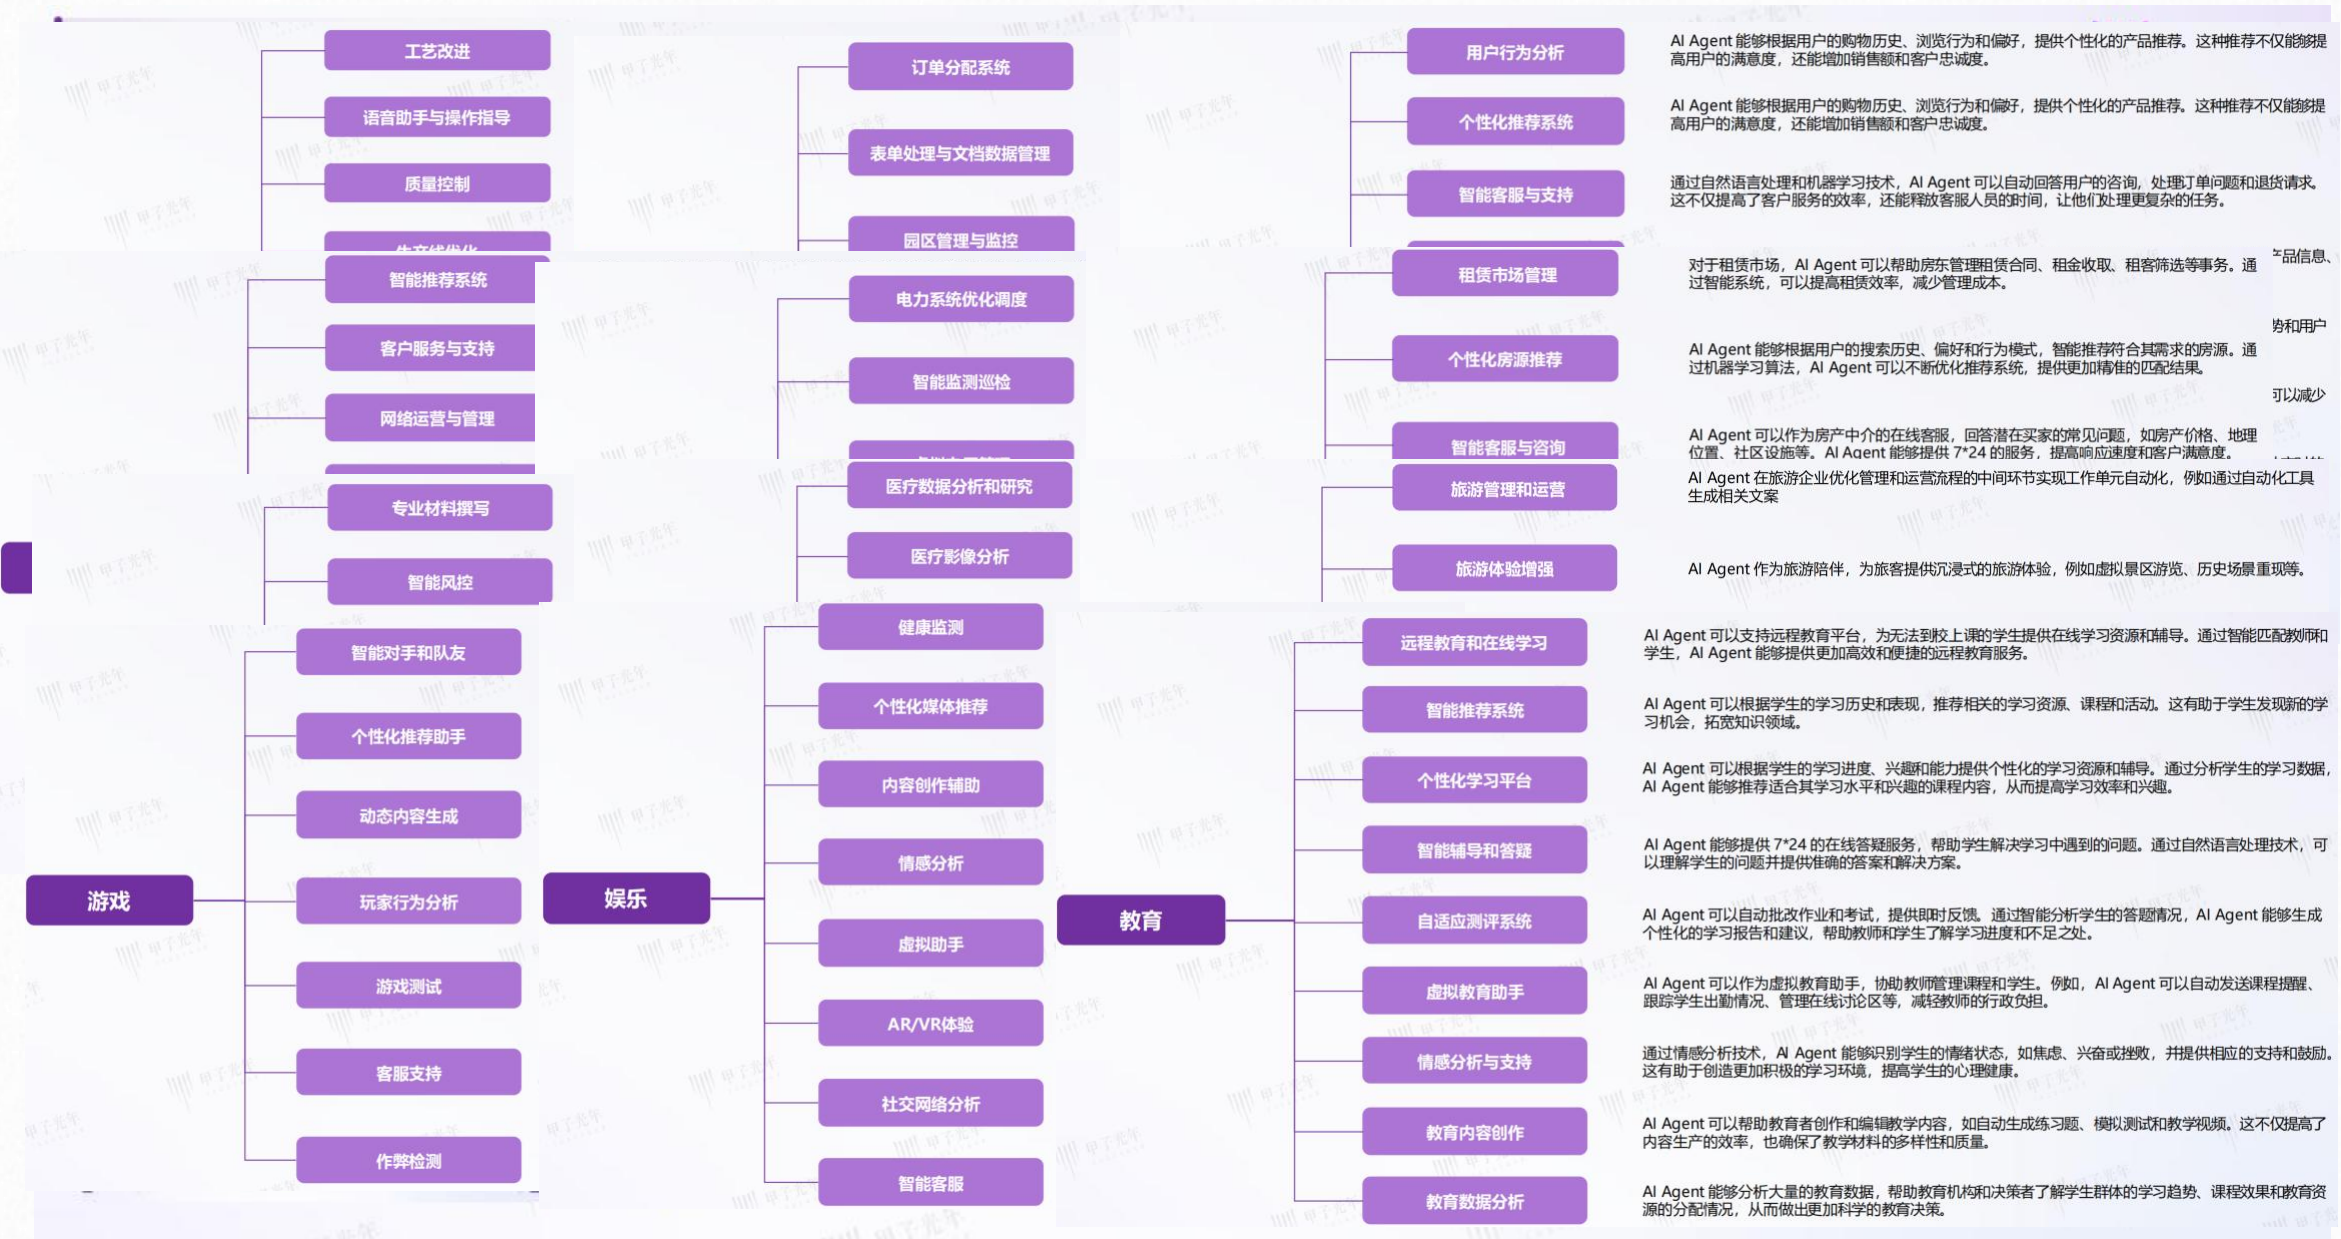 工艺改进
语音助手与操作指导
质量控制
生产线优化
订单分配系统
表单处理与文档数据管理
园区管理与监控
用户行为分析
AI Agent 能够根据用户的购物历史、浏览行为和偏好，提供个性化的产品推荐。这种推荐不仅能够提
高用户的满意度，还能增加销售额和客户忠诚度。
个性化推荐系统
AI Agent 能够根据用户的购物历史、浏览行为和偏好，提供个性化的产品推荐。这种推荐不仅能够提
高用户的满意度，还能增加销售额和客户忠诚度。
智能客服与支持
通过自然语言处理和机器学习技术，AI Agent 可以自动回答用户的咨询，处理订单问题和退货请求。
这不仅提高了客户服务的效率，还能释放客服人员的时间，让他们处理更复杂的任务。
智能推荐系统
客户服务与支持
网络运营与管理
电力系统优化调度
智能监测巡检
租赁市场管理
对于租赁市场，AI Agent 可以帮助房东管理租赁合同、租金收取、租客筛选等事务。通
过智能系统，可以提高租赁效率，减少管理成本。
产品信息、
势和用户
个性化房源推荐
AI Agent 能够根据用户的搜索历史、偏好和行为模式，智能推荐符合其需求的房源。通
过机器学习算法，AI Agent 可以不断优化推荐系统，提供更加精准的匹配结果。
可以减少
智能客服与咨询
AI Agent 可以作为房产中介的在线客服，回答潜在买家的常见问题，如房产价格、地理
位置、社区设施等。AI Agent 能够提供 7*24 的服务，提高响应速度和客户满意度。
专业材料撰写
智能风控
医疗数据分析和研究
医疗影像分析
旅游管理和运营
AI Agent 在旅游企业优化管理和运营流程的中间环节实现工作单元自动化，例如通过自动化工具
生成相关文案
旅游体验增强
AI Agent 作为旅游陪伴，为旅客提供沉浸式的旅游体验，例如虚拟景区游览、历史场景重现等。
游戏
智能对手和队友
个性化推荐助手
动态内容生成
玩家行为分析
游戏测试
客服支持
作弊检测
娱乐
健康监测
个性化媒体推荐
内容创作辅助
情感分析
虚拟助手
AR/VR体验
社交网络分析
智能客服
教育
远程教育和在线学习
AI Agent 可以支持远程教育平台，为无法到校上课的学生提供在线学习资源和辅导。通过智能匹配教师和
学生，AI Agent 能够提供更加高效和便捷的远程教育服务。
智能推荐系统
AI Agent 可以根据学生的学习历史和表现，推荐相关的学习资源、课程和活动。这有助于学生发现新的学
习机会，拓宽知识领域。
个性化学习平台
AI Agent 可以根据学生的学习进度、兴趣和能力提供个性化的学习资源和辅导。通过分析学生的学习数据，
AI Agent 能够推荐适合其学习水平和兴趣的课程内容，从而提高学习效率和兴趣。
智能辅导和答疑
AI Agent 能够提供 7*24 的在线答疑服务，帮助学生解决学习中遇到的问题。通过自然语言处理技术，可
以理解学生的问题并提供准确的答案和解决方案。
自适应测评系统
AI Agent 可以自动批改作业和考试，提供即时反馈。通过智能分析学生的答题情况，AI Agent 能够生成
个性化的学习报告和建议，帮助教师和学生了解学习进度和不足之处。
虚拟教育助手
AI Agent 可以作为虚拟教育助手，协助教师管理课程和学生。例如，AI Agent 可以自动发送课程提醒、
跟踪学生出勤情况、管理在线讨论区等，减轻教师的行政负担。
情感分析与支持
通过情感分析技术，AI Agent 能够识别学生的情绪状态，如焦虑、兴奋或挫败，并提供相应的支持和鼓励。
这有助于创造更加积极的学习环境，提高学生的心理健康。
教育内容创作
AI Agent 可以帮助教育者创作和编辑教学内容，如自动生成练习题、模拟测试和教学视频。这不仅提高了
内容生产的效率，也确保了教学材料的多样性和质量。
教育数据分析
AI Agent 能够分析大量的教育数据，帮助教育机构和决策者了解学生群体的学习趋势、课程效果和教育资
源的分配情况，从而做出更加科学的教育决策。
甲子光年